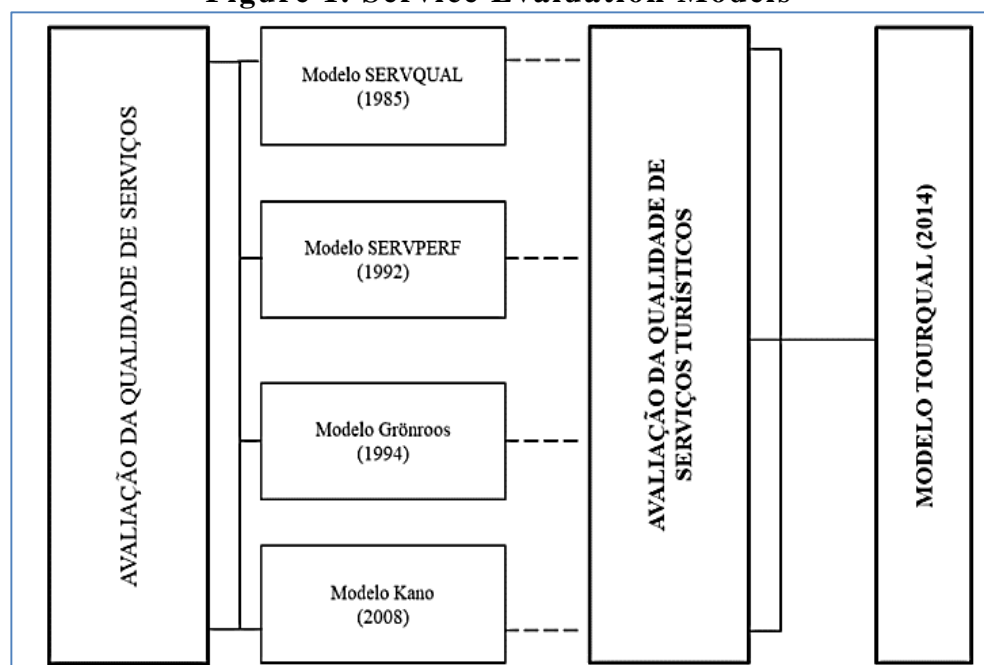 Figure 1. Service Evaluation Models
AVALIAÇÃO DA QUALIDADE DE SERVIÇOS
Modelo SERVQUAL
(1985)
Modelo SERVPERF
(1992)
Modelo Grönroos
(1994)
Modelo Kano
(2008)
AVALIAÇÃO DA QUALIDADE DE
SERVIÇOS TURÍSTICOS
MODELO TOURQUAL (2014)